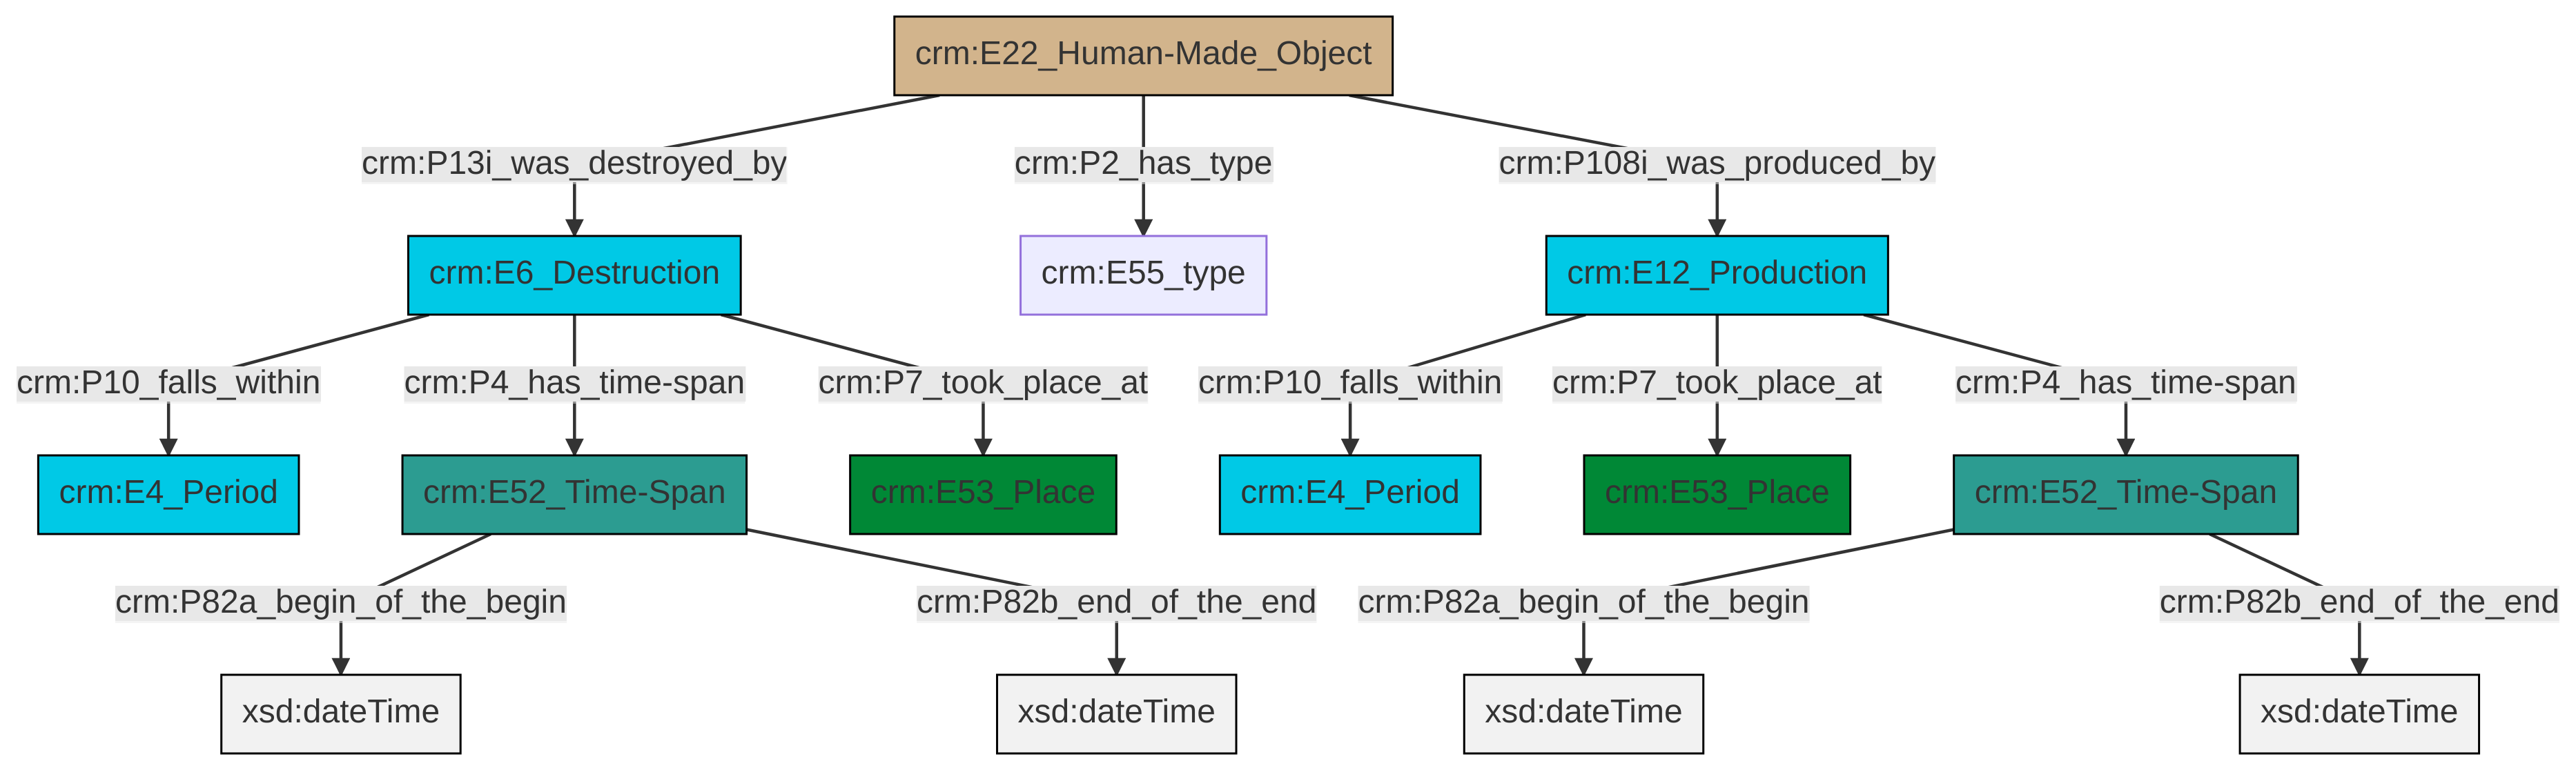 crm:E22_Human-Made_Object
crm:P13i_was_destroyed_by
crm:P2_has_type
crm:P108i_was_produced_by
crm:E6_Destruction
crm:E55_type
crm:E12_Production
crm:P10_falls_within
crm:P4_has_time-span
crm:P7_took_place_at
crm:P10_falls_within
crm:P7_took_place_at
crm:P4_has_time-span
crm:E4_Period
crm:E52_Time-Span
crm:E53_Place
crm:E4_Period
crm:E53_Place
crm:E52_Time-Span
crm:P82a_begin_of_the_begin
crm:P82b_end_of_the_end
crm:P82a_begin_of_the_begin
crm:P82b_end_of_the_end
xsd:dateTime
xsd:dateTime
xsd:dateTime
xsd:dateTime